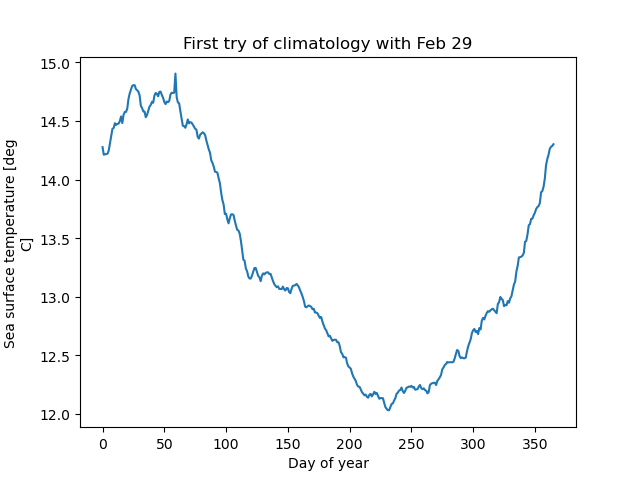 First try of climatology with Feb 29
15.0
14.5
14.0
13.5
13.0
12.5
12.0
Sea surface temperature [deg
C]
0 50 100 150 200 250 300 350
Day of year